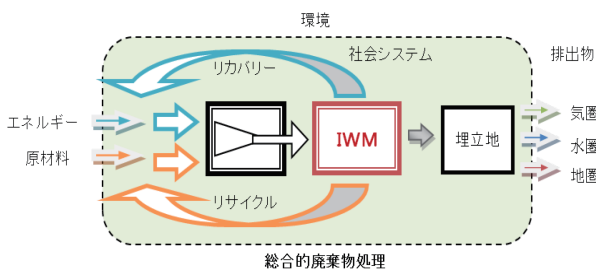 環境
社会システム
排出物
リカバリー
エネルギー
原材料
IWM
埋立地
気圏
水圏
地圏
リサイクル
総合的廃棄物処理